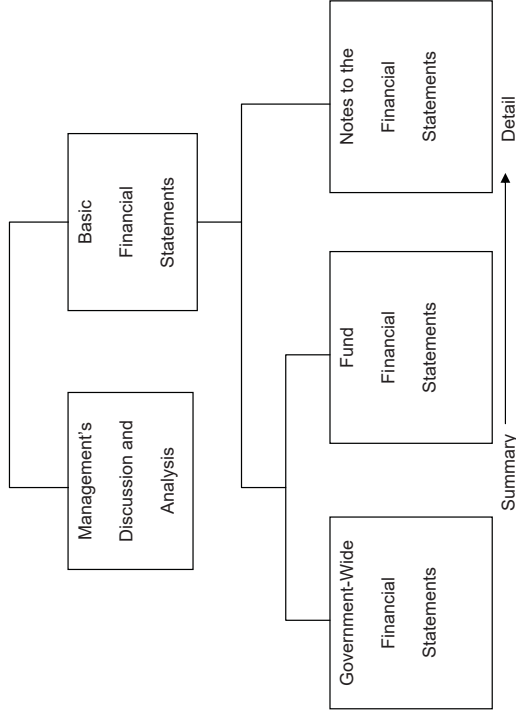 Management's
Discussion and
Analysis
Basic
Financial
Statements
Government-Wide
Financial
Statements
Fund
Financial
Statements
Notes to the
Financial
Statements
Summary
Detail